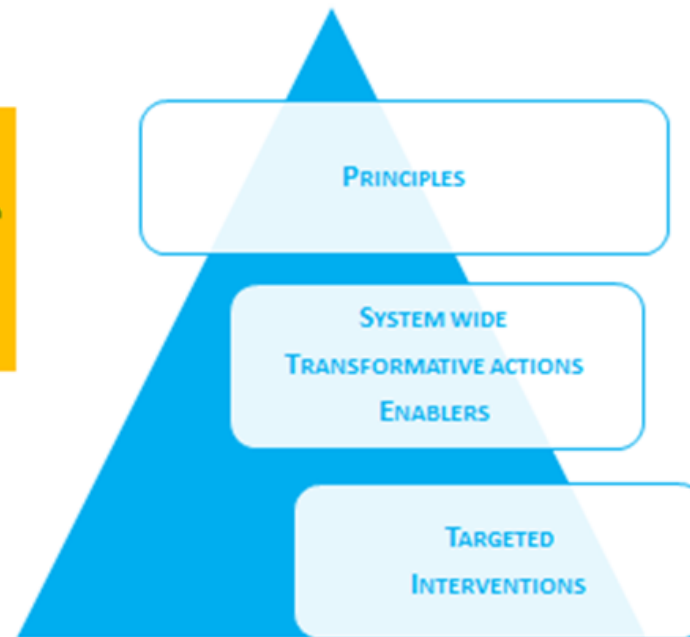 PRINCIPLES
SYSTEM WIDE
TRANSFORMATIVE ACTIONS
ENABLERS
TARGETED
INTERVENTIONS